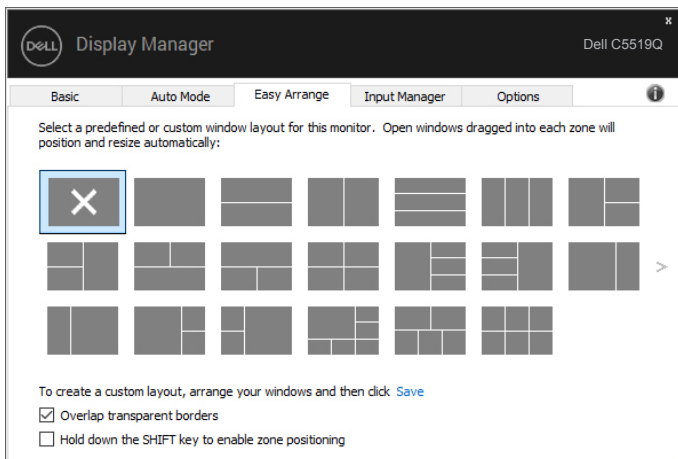 x
DELL Display Manager Dell C5519Q
Basic Auto Mode Easy Arrange Input Manager Options i
Select a predefined or custom window layout for this monitor. Open windows dragged into each zone will
position and resize automatically:
>
To create a custom layout, arrange your windows and then click Save
Overlap transparent borders
Hold down the SHIFT key to enable zone positioning